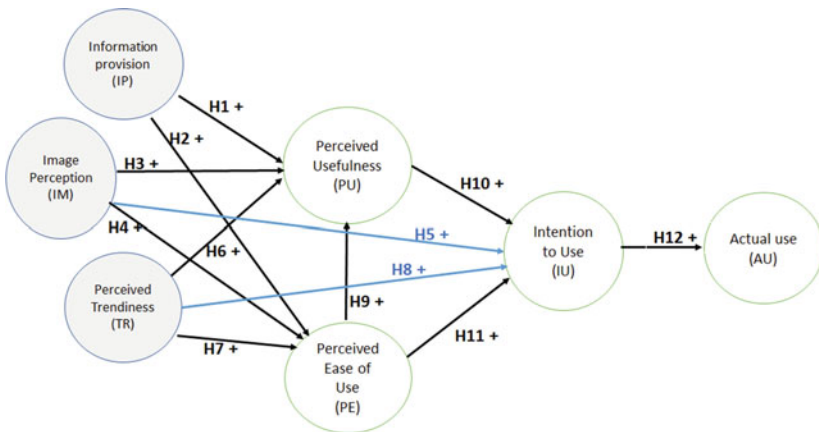 Information
provision
(IP)
H1 +
H2 +
Image
Perception
(IM)
H3 +
H4 +
Perceived
Trendiness
(TR)
H6 +
H7 +
Perceived
Usefulness
(PU)
H5 +
H8 +
H9 +
Perceived
Ease of
Use
(PE)
H10 +
H11 +
Intention
to Use
(IU)
H12 +
Actual use
(AU)